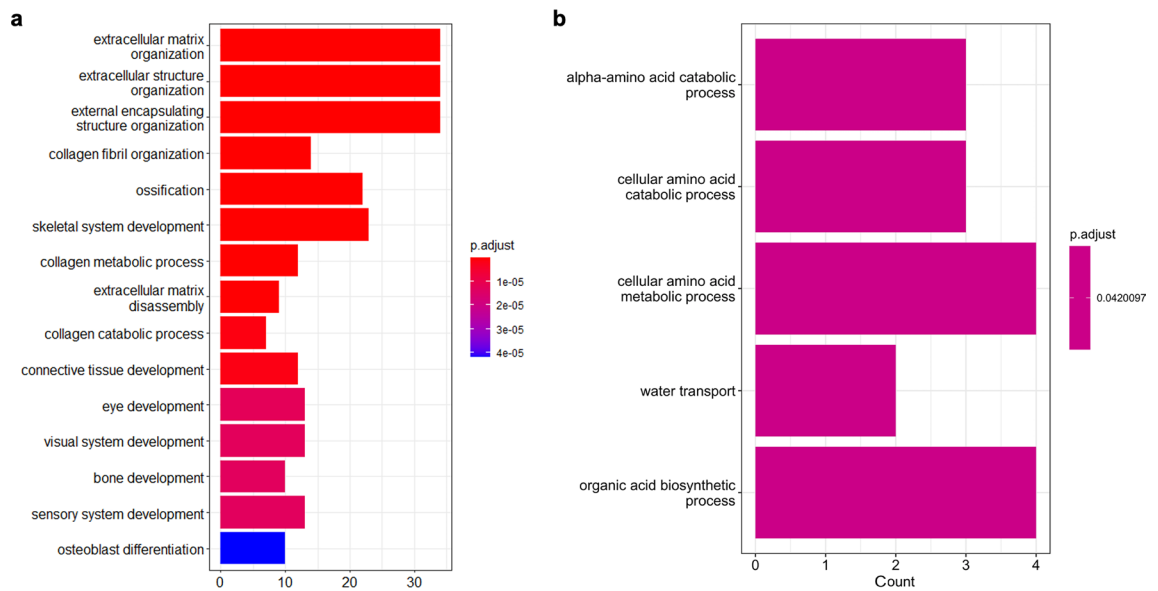 a
extracellular matrix
organization
extracellular structure
organization
external encapsulating
structure organization
collagen fibril organization
ossification
skeletal system development
collagen metabolic process
extracellular matrix
disassembly
collagen catabolic process
connective tissue development
eye development
visual system development
bone development
sensory system development
osteoblast differentiation
0 10 20 30
p.adjust
1e-05
2e-05
3e-05
4e-05
b
alpha-amino acid catabolic
process
cellular amino acid
catabolic process
cellular amino acid
metabolic process
water transport
organic acid biosynthetic
process
0 1 2 3 4
Count
p.adjust
0.0420097